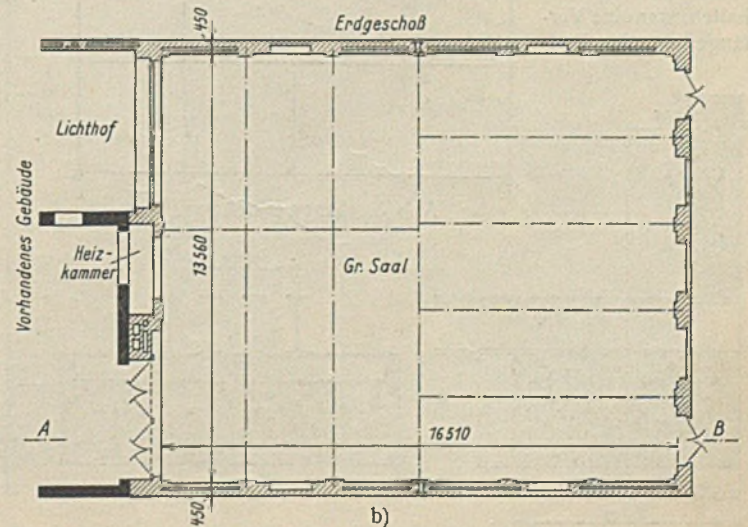 Erdgeschoß
450
Lichthof
Vorhandenes Gebäude
Heiz-
kammer
13560
Gr. Saal
A
16510
B
450
b)